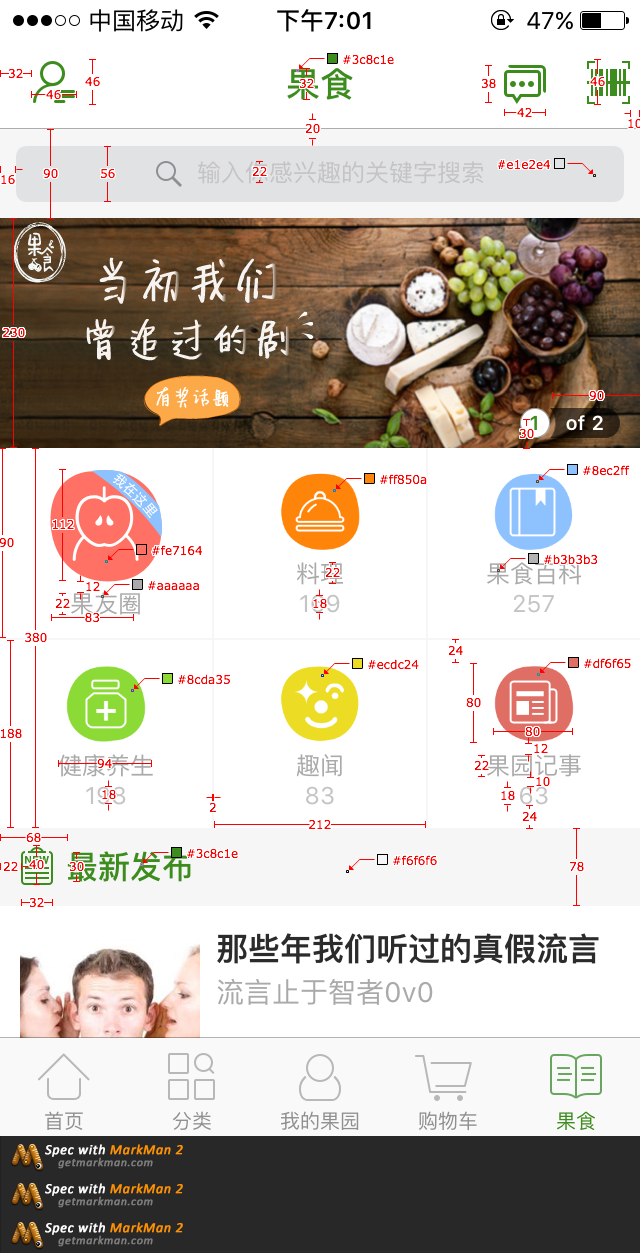 中国移动 下午7:01 47%
#3c8c1e
32 46 46 果食 32 38 42 46 10
20
16 90 56 输入你感兴趣的关键字搜索 22 #e1e2e4
果食
当初我们
曾追过的剧
有奖话题
230
90
1 of 2
30
我在这里
#ff850a #8ec2ff
112
90
#fe7164 #b3b3b3
料理 22 果食百科
12 #aaaaaa
22 果友圈 18 257
83
380
24
#ecdc24 #df6f65
#8cda35
80
188 80
94 健康养生 趣闻 22 果园记事
12
10
18 83 18 63
2 24
212
68
22 40 NEW 30 最新发布 #3c8c1e #f6f6f6 78
32
那些年我们听过的真假流言
流言止于智者0v0
首页 分类 我的果园 购物车 果食
Spec with MarkMan 2
getmarkman.com
Spec with MarkMan 2
getmarkman.com
Spec with MarkMan 2
getmarkman.com